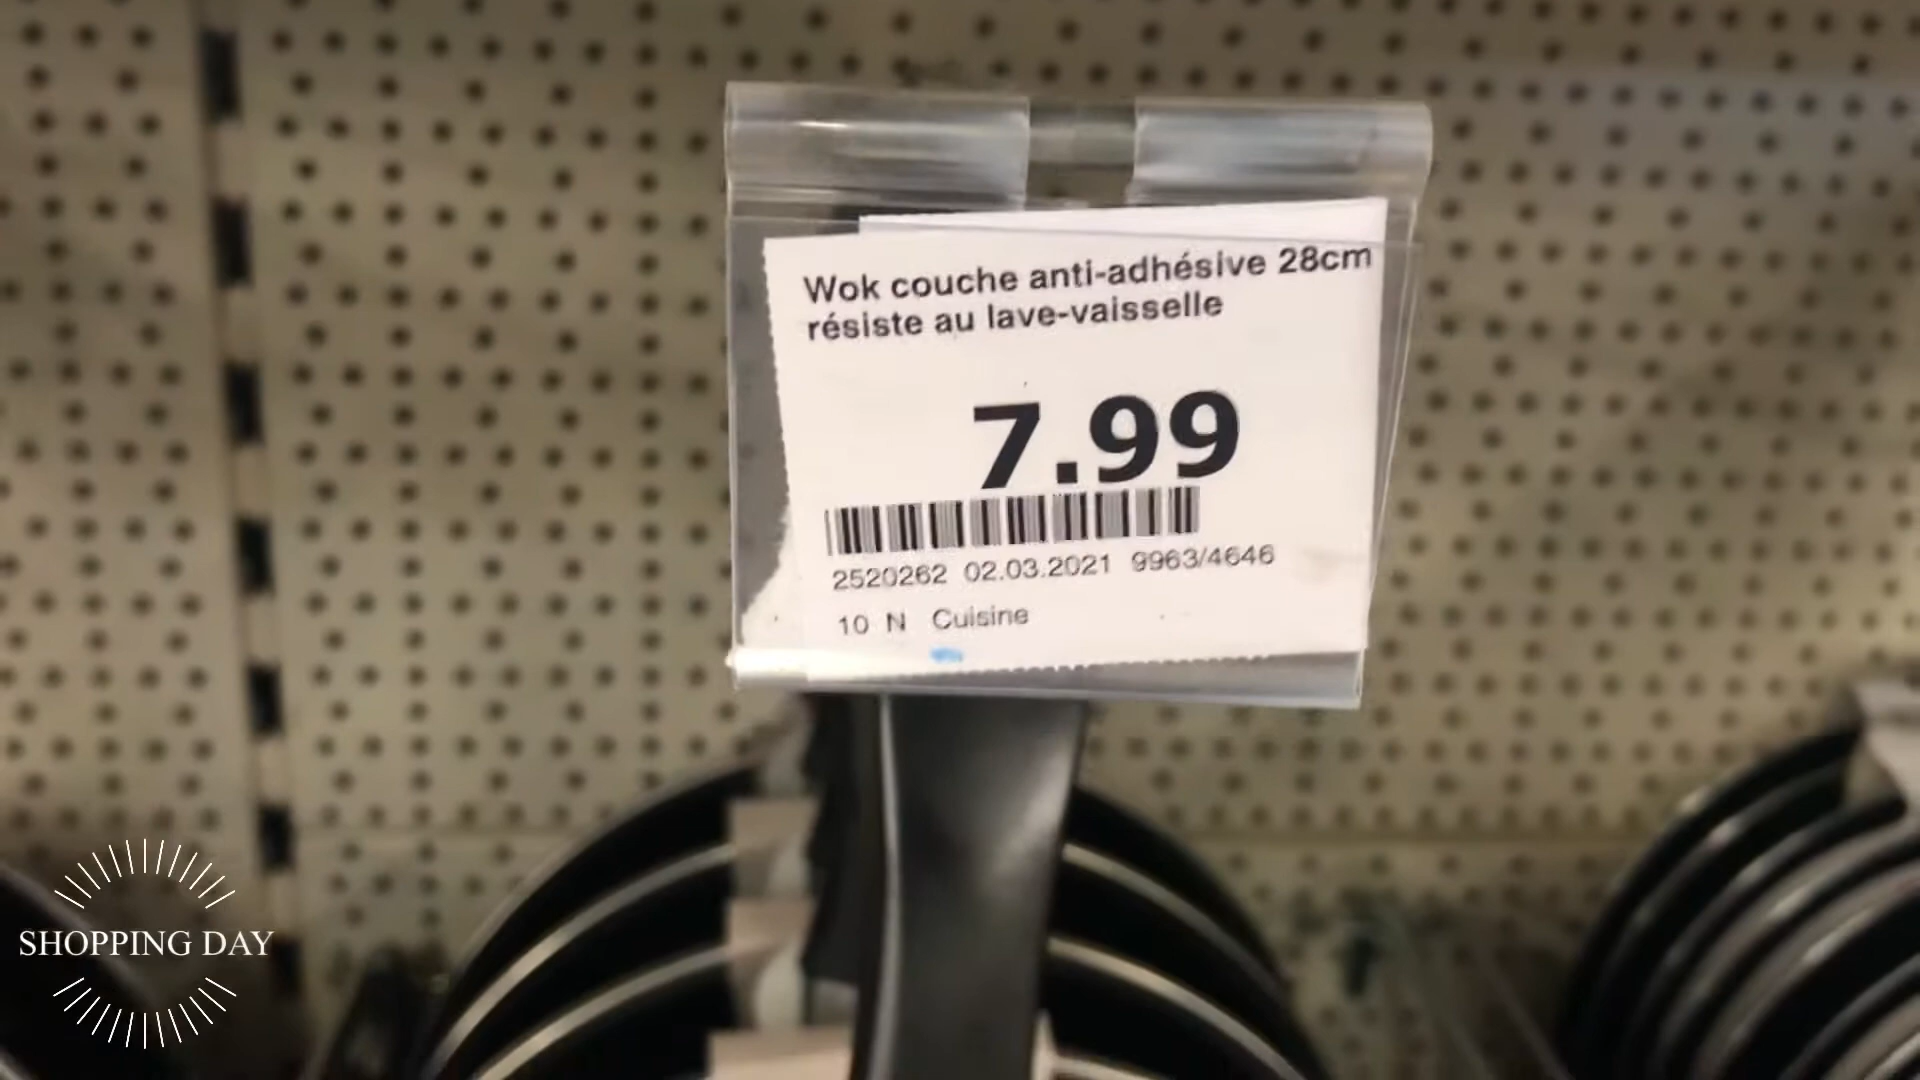 Wok couche anti-adhésive 28cm
résiste au lave-vaisselle
7.99
2520262 02.03.2021 9963/4646
10 N Cuisine
SHOPPING DAY